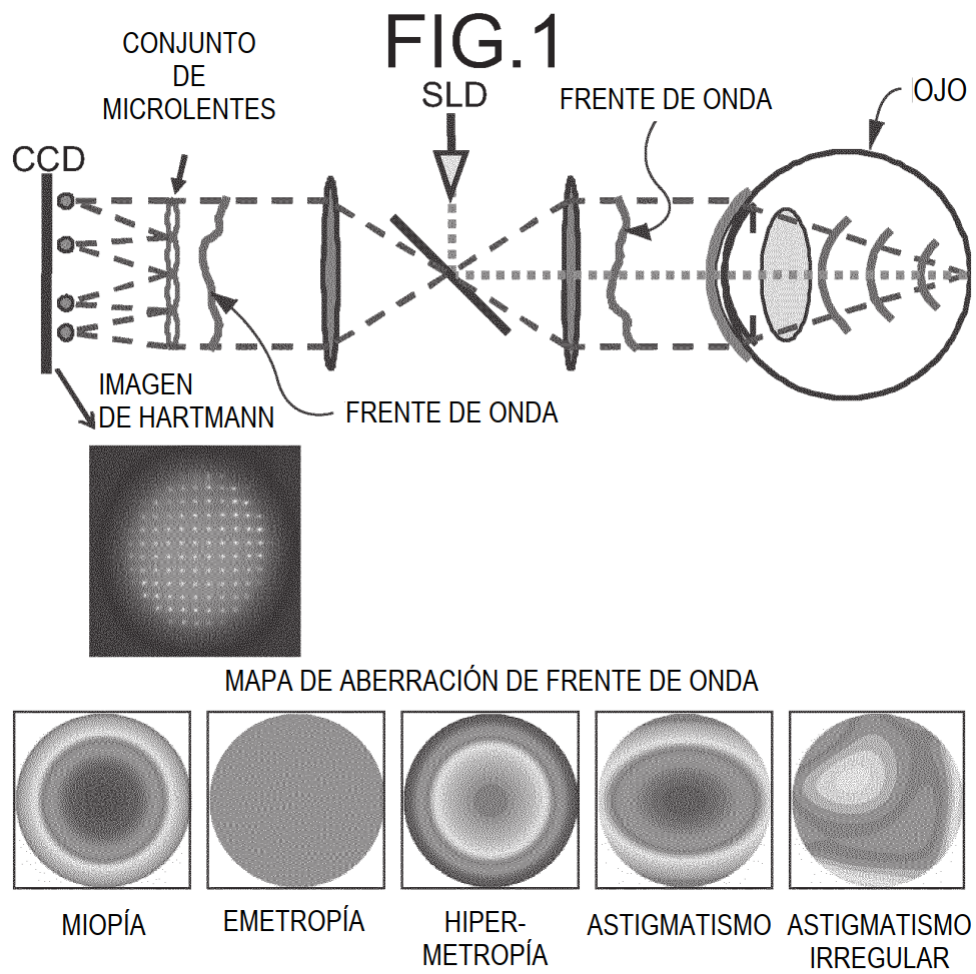 FIG.1
CONJUNTO
DE
MICROLENTES
SLD
FRENTE DE ONDA
OJO
CCD
IMAGEN
DE HARTMANN
FRENTE DE ONDA
MAPA DE ABERRACIÓN DE FRENTE DE ONDA
MIOPÍA
EMETROPÍA
HIPER-
METROPÍA
ASTIGMATISMO
ASTIGMATISMO
IRREGULAR